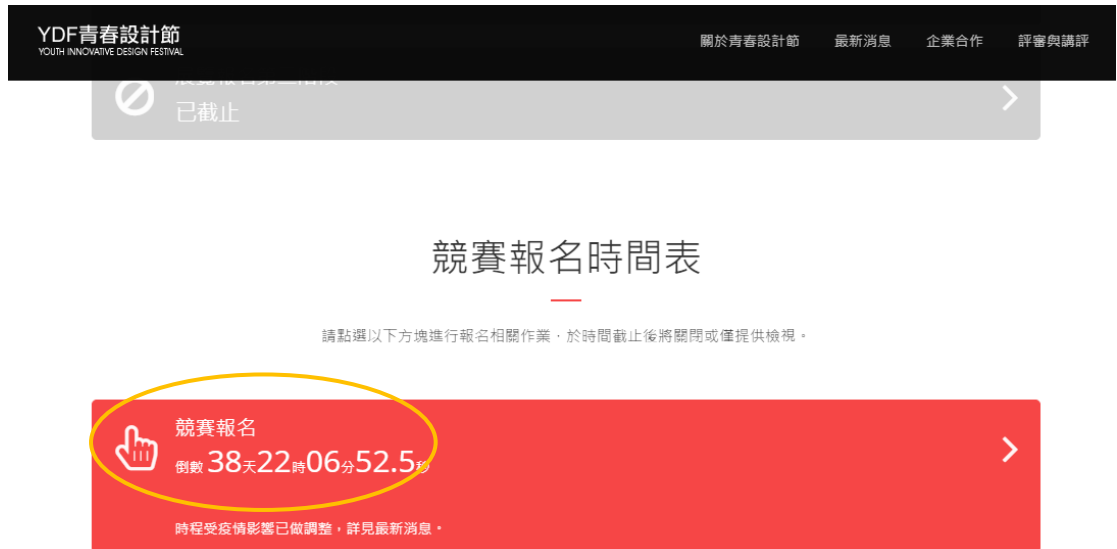 YDF青春設計節
YOUTH INNOVATIVE DESIGN FESTIVAL
關於青春設計節 最新消息 企業合作 評審與講評
已截止
競賽報名時間表
請點選以下方塊進行報名相關作業，於時間截止後將關閉或僅提供檢視。
競賽報名
倒數 38天22時06分52.5秒
時程受疫情影響已做調整，詳見最新消息。